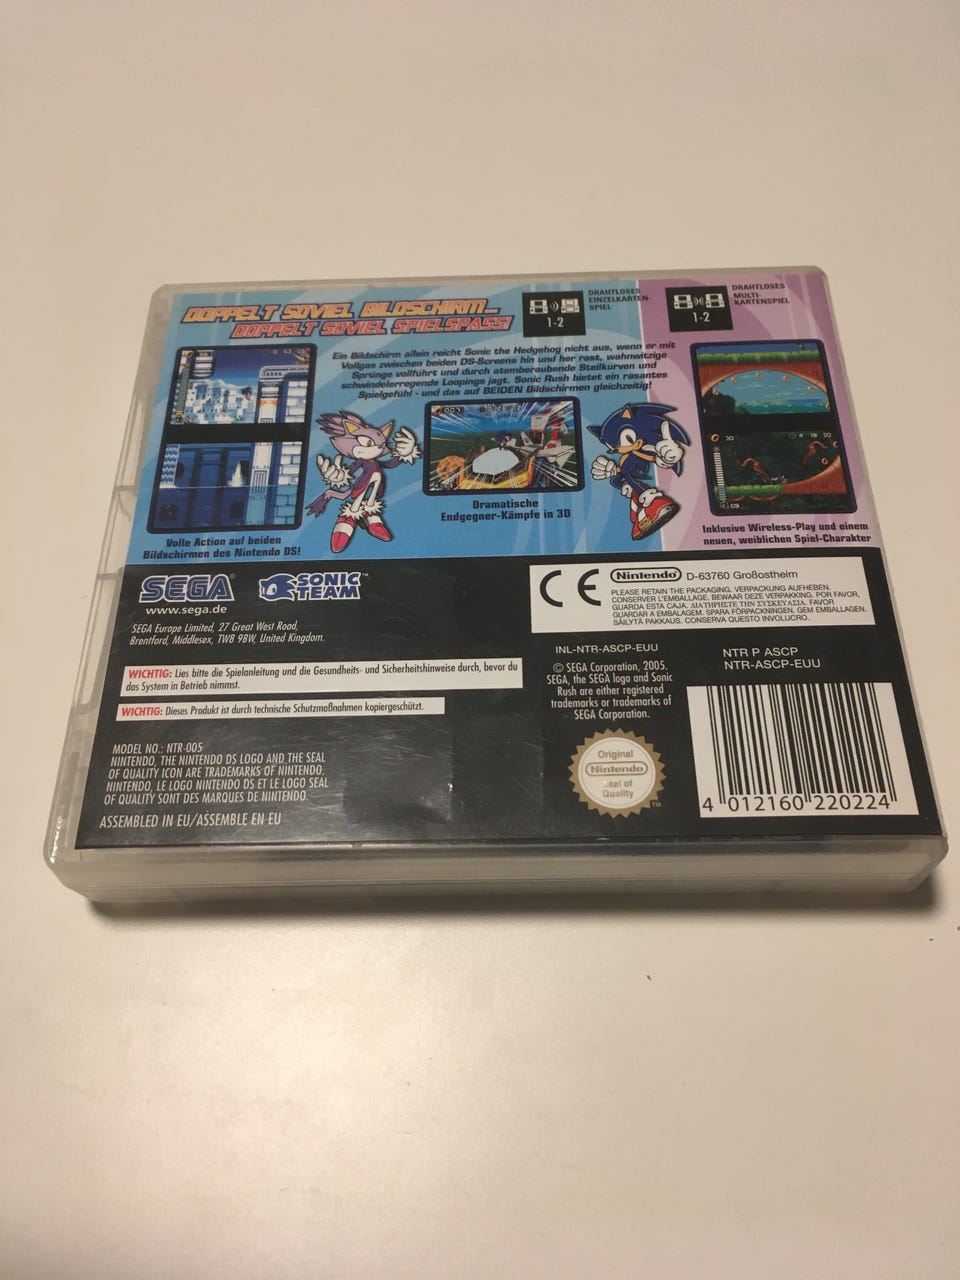 DOPPELT SOVIEL BILDSCHIRM...
DOPPELT SOVIEL SPIELSPASS!
DRAHTLOSES
EINZELKARTEN-
SPIEL
1-2
DRAHTLOSES
MULTI-
KARTENSPIEL
1-2
Ein Bildschirm allein reicht Sonic the Hedgehog nicht aus, wenn er mit
Vollgas zwischen beiden DS-Screens hin und her rast, wahnwitzige
Sprünge vollführt und durch atemberaubende Steilkurven und
schwindelerregende Loopings jagt. Sonic Rush bietet ein rasantes
Spielgefühl - und das auf BEIDEN Bildschirmen gleichzeitig!
Volle Action auf beiden
Bildschirmen des Nintendo DS!
Dramatische
Endgegner-Kämpfe in 3D
Inklusive Wireless-Play und einem
neuen, weiblichen Spiel-Charakter
SEGA
SONIC
TEAM™
www.sega.de
SEGA Europe Limited, 27 Great West Road,
Brentford, Middlesex, TW8 9BW, United Kingdom.
WICHTIG: Lies bitte die Spielanleitung und die Gesundheits- und Sicherheitshinweise durch, bevor du
das System in Betrieb nimmst.
WICHTIG: Dieses Produkt ist durch technische Schutzmaßnahmen kopiergeschützt.
MODEL NO.: NTR-005
NINTENDO, THE NINTENDO DS LOGO AND THE SEAL
OF QUALITY ICON ARE TRADEMARKS OF NINTENDO.
NINTENDO, LE LOGO NINTENDO DS ET LE LOGO SEAL
OF QUALITY SONT DES MARQUES DE NINTENDO.
ASSEMBLED IN EU/ASSEMBLE EN EU
CE
Nintendo D-63760 Großostheim
PLEASE RETAIN THE PACKAGING. VERPACKUNG AUFHEBEN.
CONSERVER L'EMBALLAGE. BEWAAR DEZE VERPAKKING. POR FAVOR,
GUARDA ESTA CAJA. ΔΙΑΤΗΡΗΣΤΕ ΤΗΝ ΣΥΣΚΕΥΑΣΙΑ. FAVOR
GUARDAR A EMBALAGEM. SPARA FÖRPACKNINGEN. GEM EMBALLAGEN.
SÄILYTÄ PAKKAUS. CONSERVA QUESTO INVOLUCRO.
INL-NTR-ASCP-EUU
© SEGA Corporation, 2005.
SEGA, the SEGA logo and Sonic
Rush are either registered
trademarks or trademarks of
SEGA Corporation.
NTR P ASCP
NTR-ASCP-EUU
Original
Nintendo
Seal of
Quality
TM
4 012160 220224